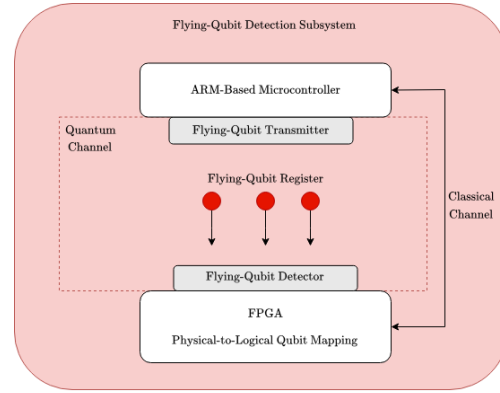 Flying-Qubit Detection Subsystem
ARM-Based Microcontroller
Quantum
Channel
Flying-Qubit Transmitter
Flying-Qubit Register
Classical
Channel
Flying-Qubit Detector
FPGA
Physical-to-Logical Qubit Mapping